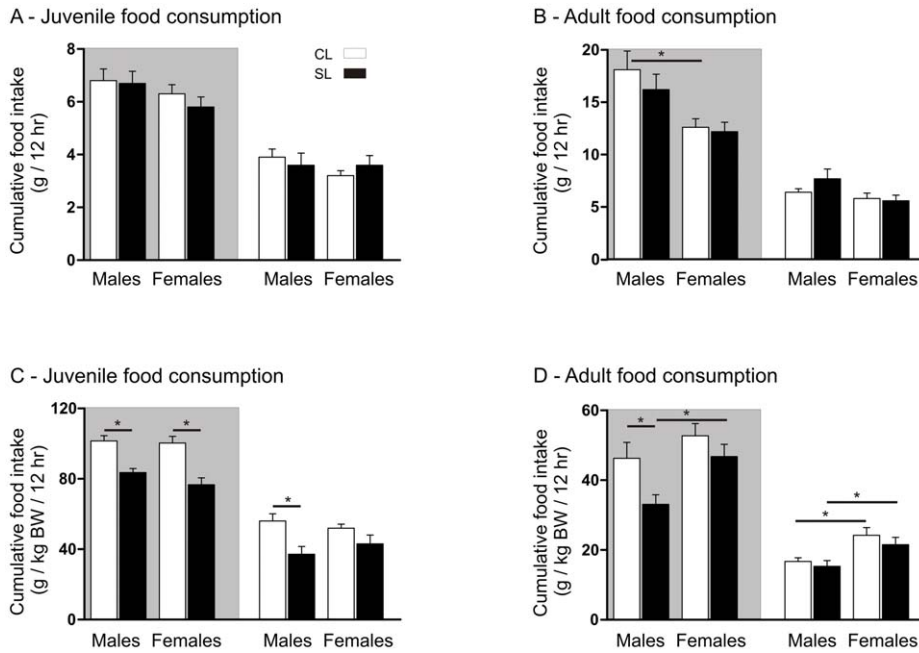 A - Juvenile food consumption
Cumulative food intake
(g / 12 hr)
8
6
4
2
0
CL
SL
Males Females Males Females
B - Adult food consumption
Cumulative food intake
(g / 12 hr)
20
15
10
5
0
*
Males Females Males Females
C - Juvenile food consumption
Cumulative food intake
(g / kg BW / 12 hr)
120
80
40
0
* * *
Males Females Males Females
D - Adult food consumption
Cumulative food intake
(g / kg BW / 12 hr)
60
40
20
0
* *
*
*
Males Females Males Females